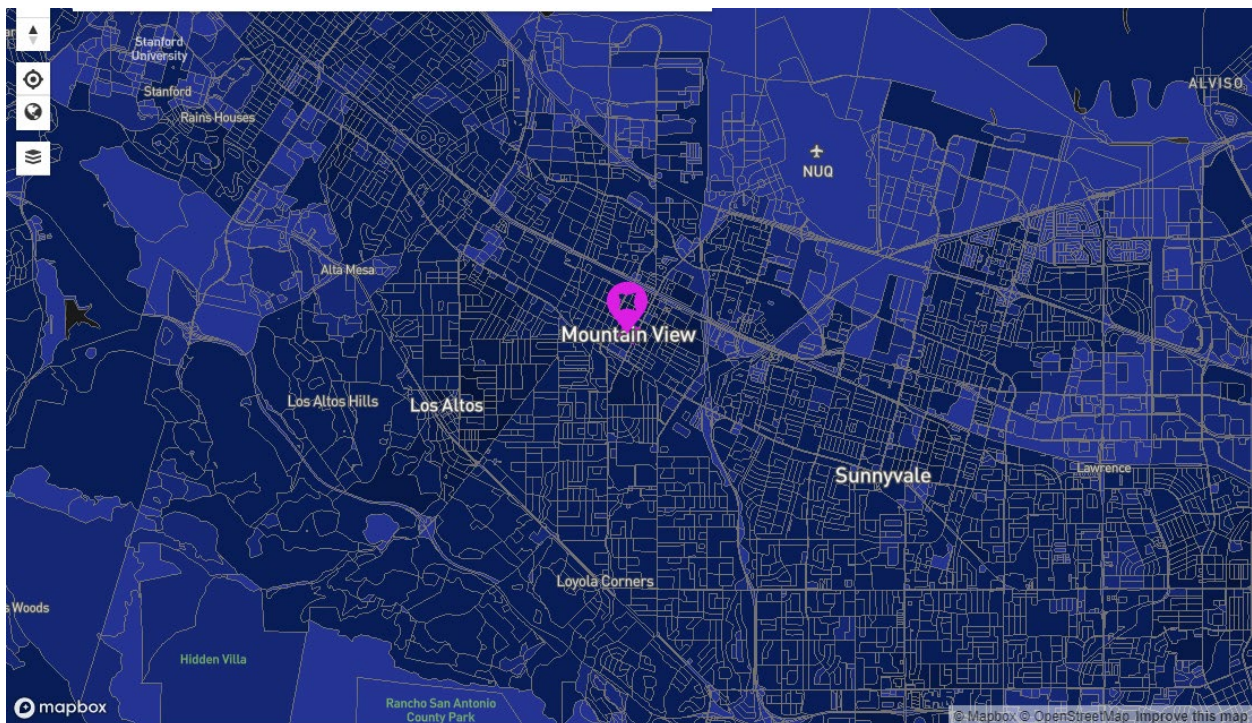 Stanford
University
ALVISO
Stanford
Rains Houses
NUQ
Alta Mesa
Mountain View
Los Altos Hills
Los Altos
Lawrence
Sunnyvale
Loyola Corners
Woods
Hidden Villa
Rancho San Antonio
County Park
mapbox
© Mapbox © OpenStreetMap Improve this map